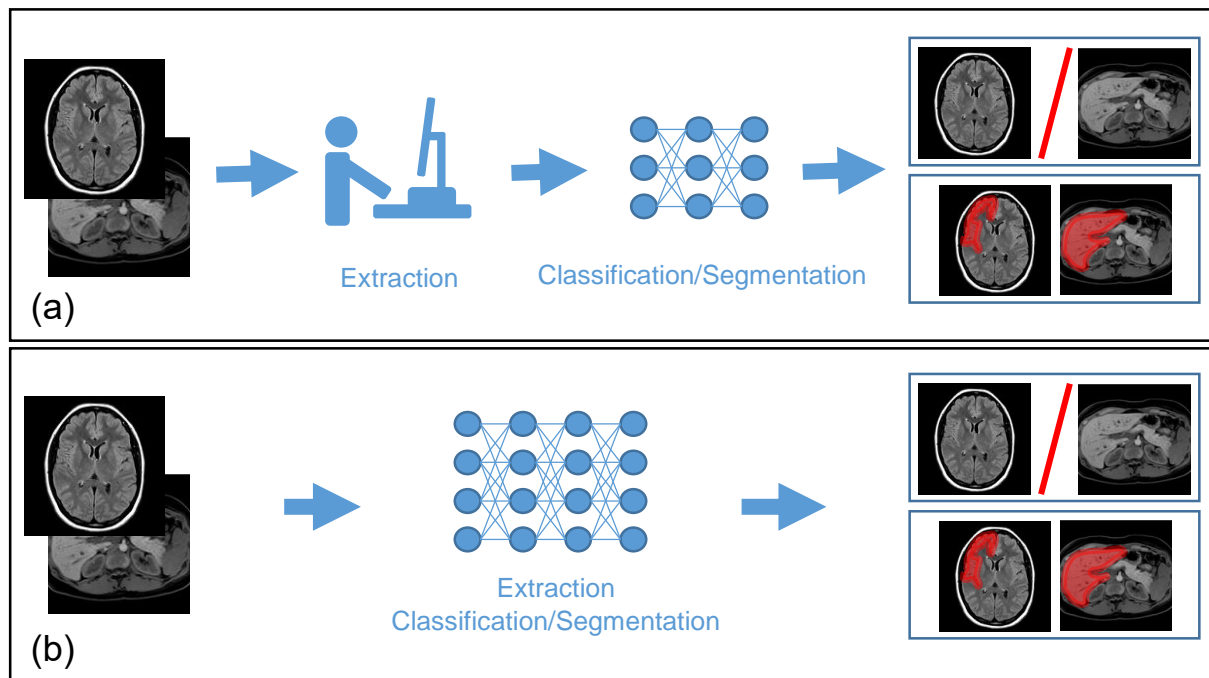 Extraction
Classification/Segmentation
(a)
Extraction
Classification/Segmentation
(b)